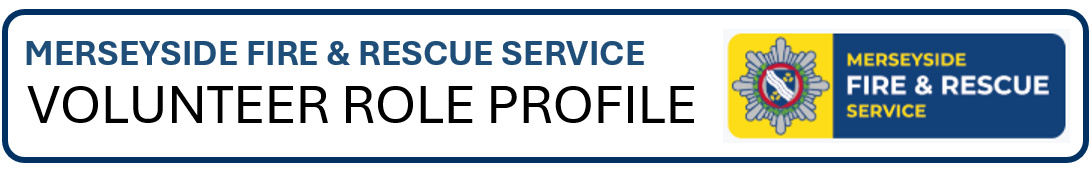 MERSEYSIDE FIRE & RESCUE SERVICE
VOLUNTEER ROLE PROFILE
MERSEYSIDE
FIRE & RESCUE
SERVICE